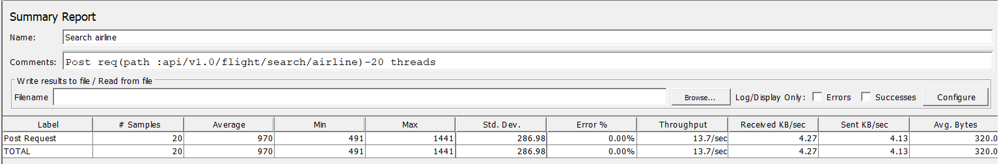 Summary Report
Name: Search airline
Comments: Post req(path :api/v1.0/flight/search/airline)-20 threads
Write results to file / Read from file
Filename Browse... Log/Display Only: Errors Successes Configure
Label # Samples Average Min Max Std. Dev. Error % Throughput Received KB/sec Sent KB/sec Avg. Bytes
Post Request 20 970 491 1441 286.98 0.00% 13.7/sec 4.27 4.13 320.0
TOTAL 20 970 491 1441 286.98 0.00% 13.7/sec 4.27 4.13 320.0